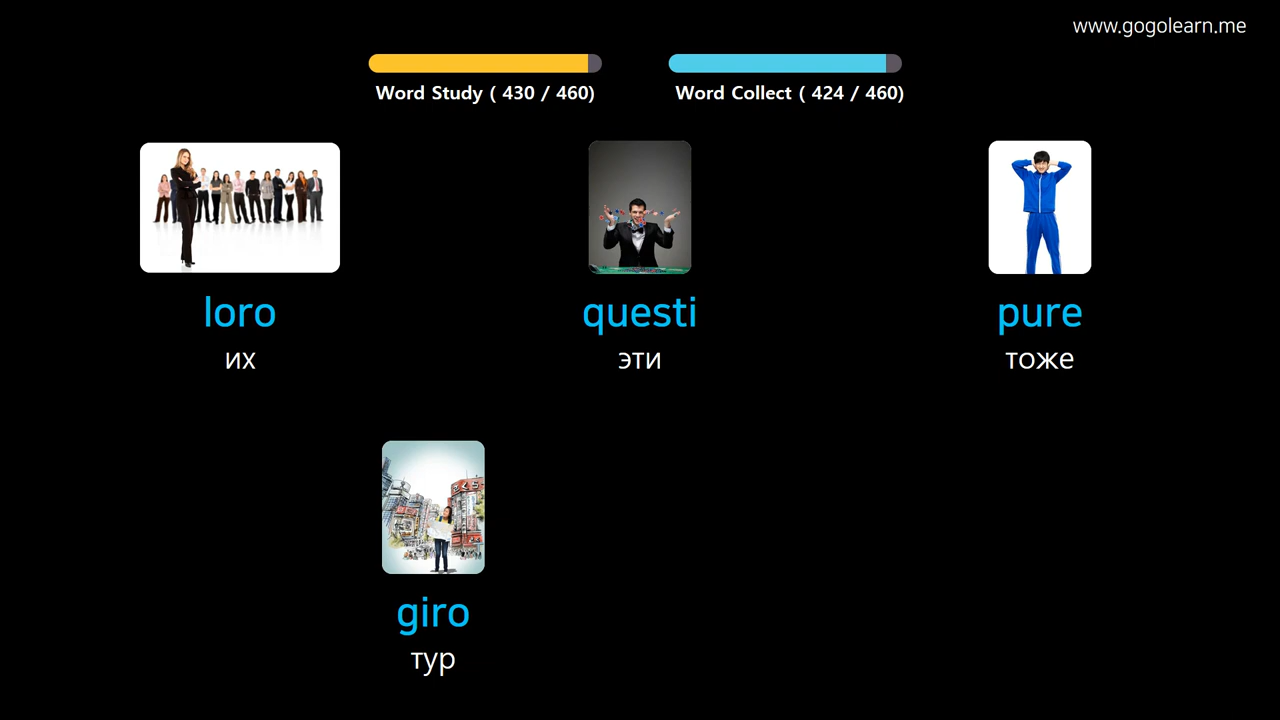 www.gogolearn.me
Word Study ( 430 / 460)
Word Collect ( 424 / 460)
loro
questi
pure
их
эти
тоже
giro
тур